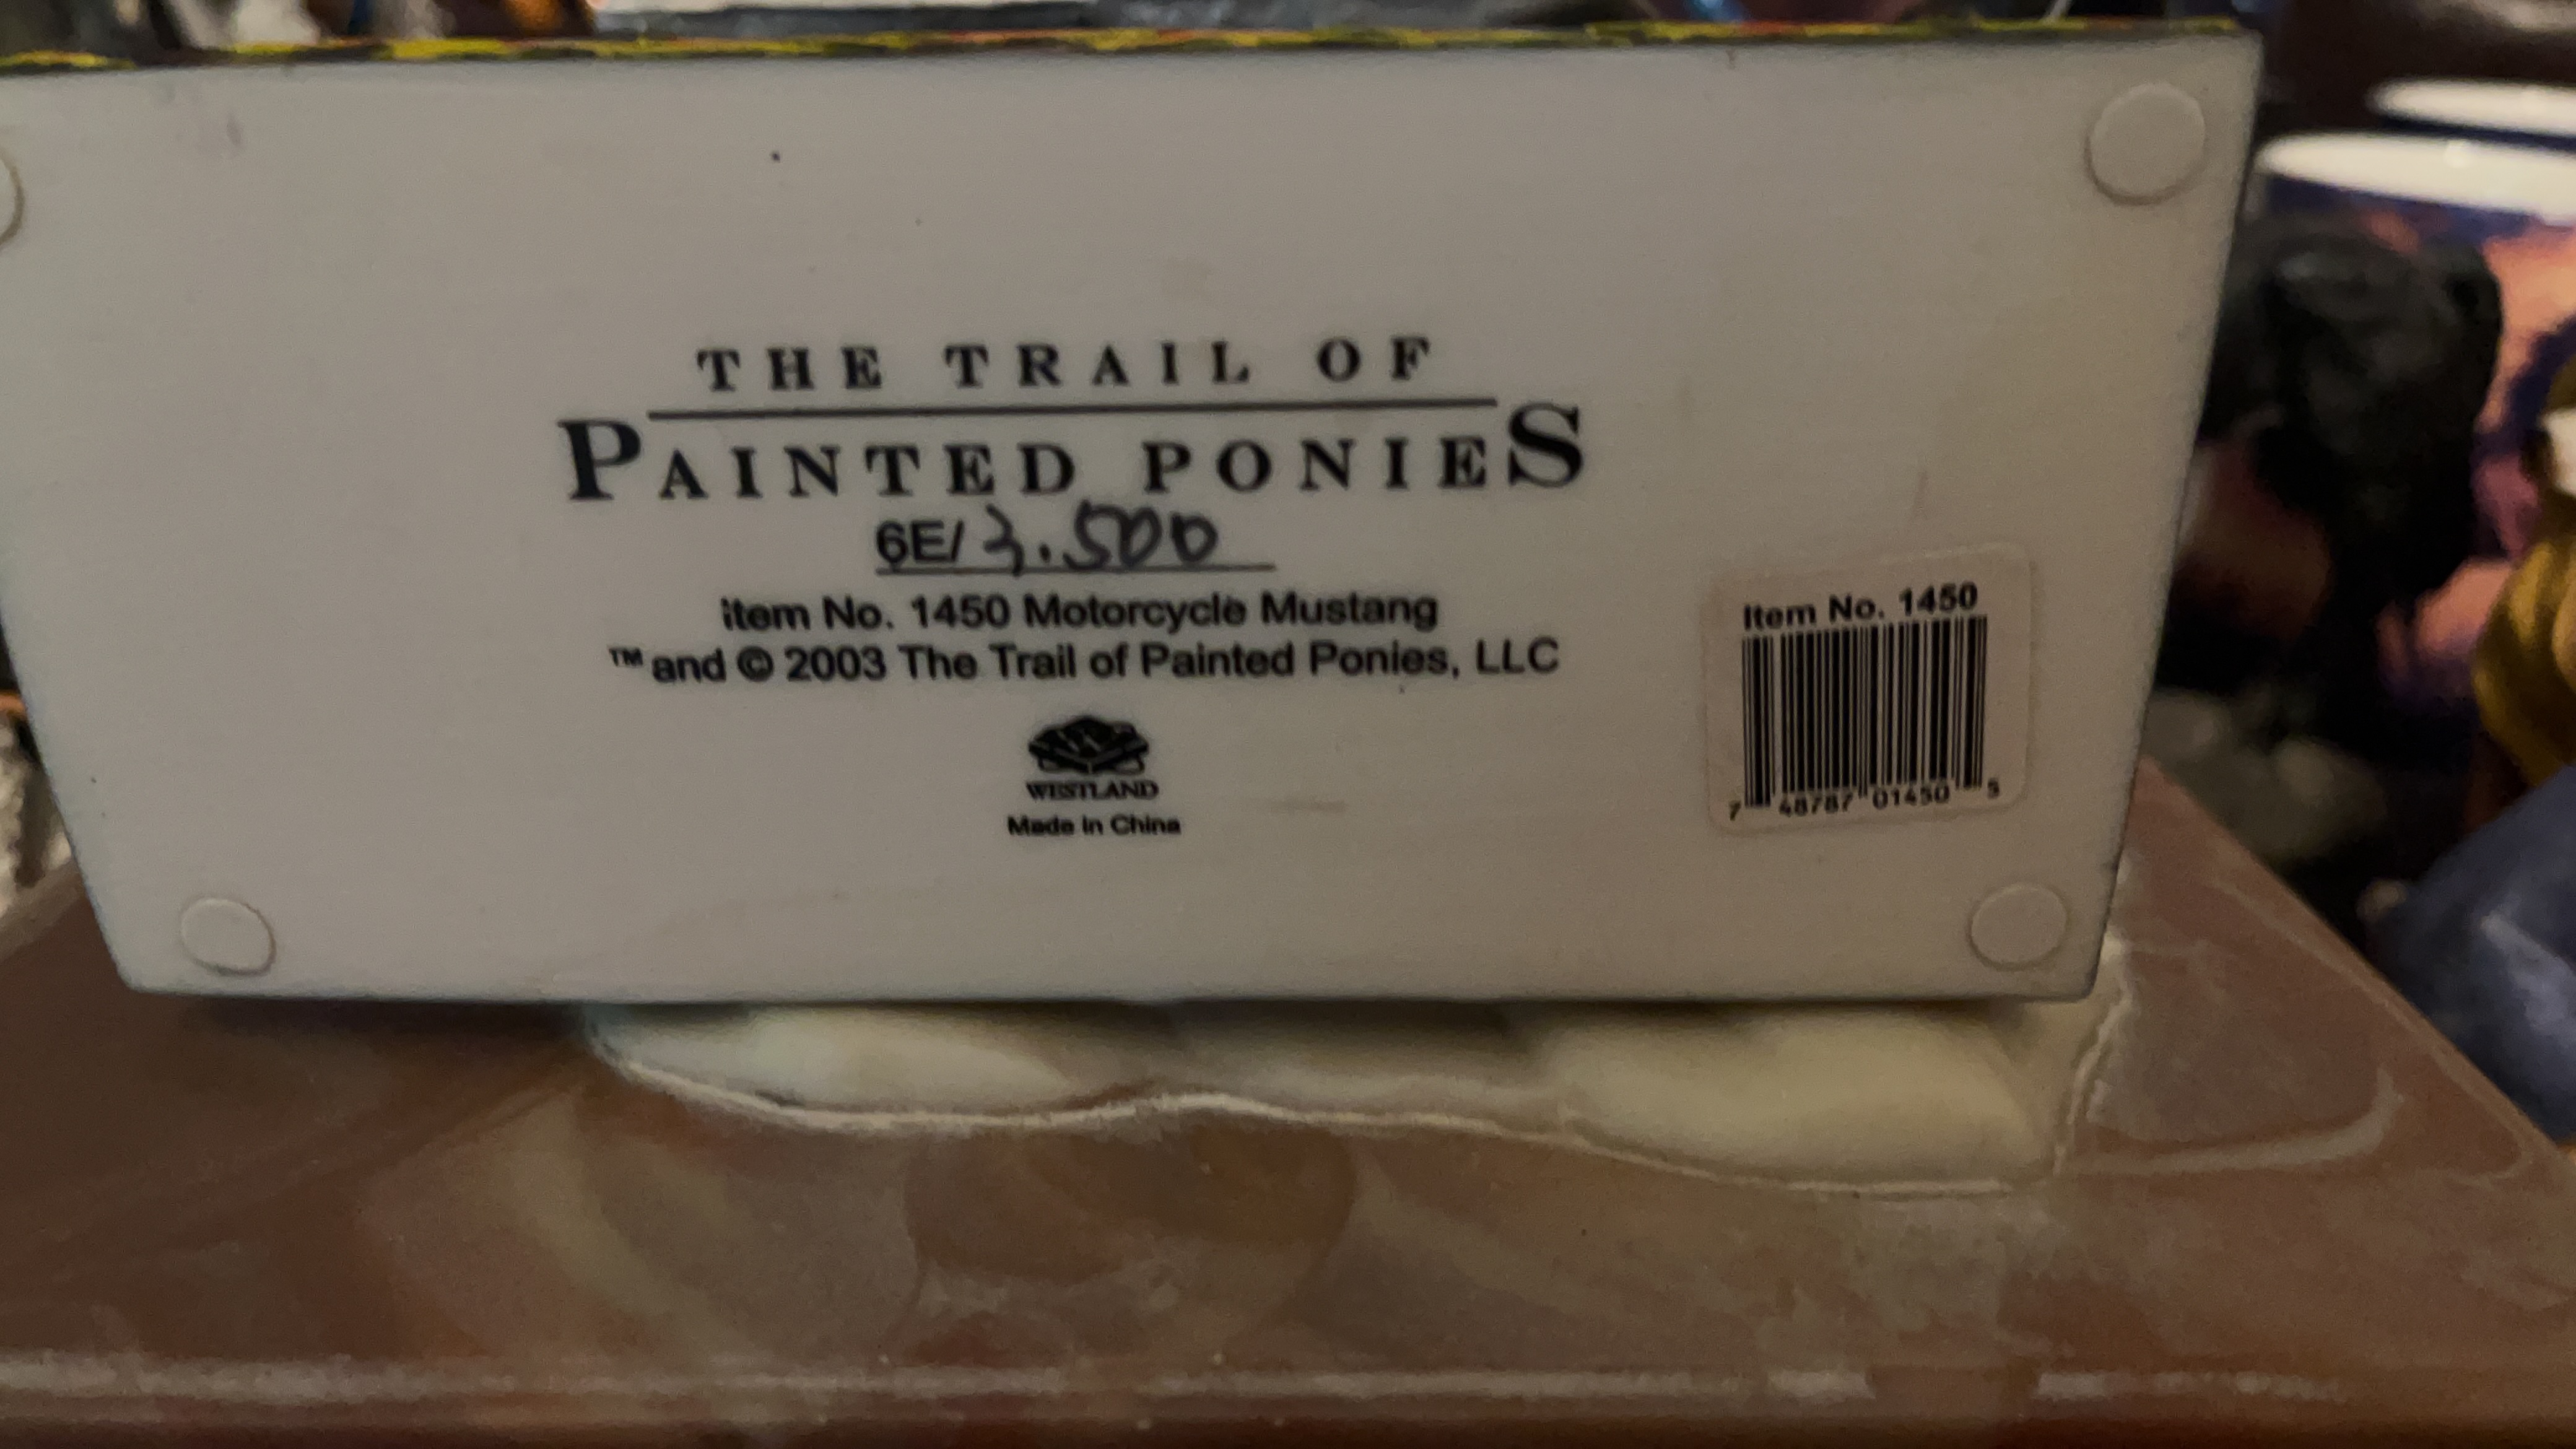 THE TRAIL OF
PAINTED PONIES
6E/3.500
Item No. 1450 Motorcycle Mustang
™ and © 2003 The Trail of Painted Ponies, LLC
WESTLAND
Made in China
Item No. 1450
7 48787 01450 5